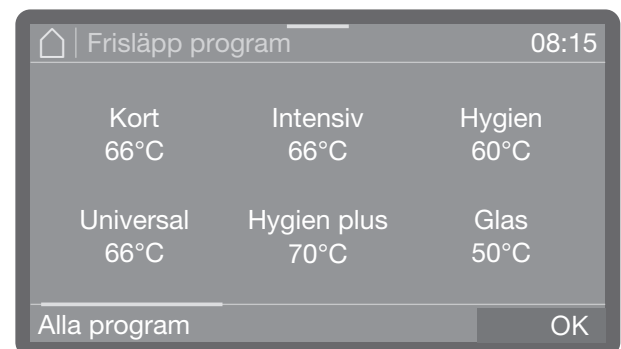 Frisläpp program 08:15
Kort Intensiv Hygien
66°C 66°C 60°C
Universal Hygien plus Glas
66°C 70°C 50°C
Alla program OK